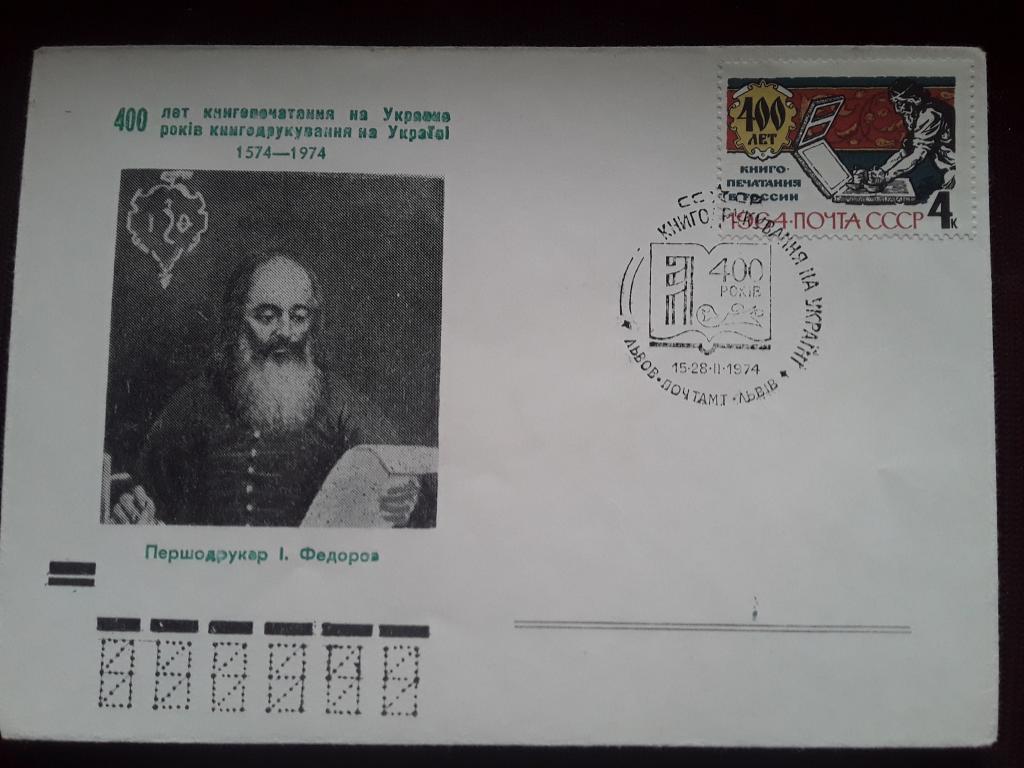 400 лет книгопечатания на Украине
років книгодрукування на Україні
1574—1974
Першодрукар І. Федоров
400
ЛЕТ
КНИГО-
ПЕЧАТАНИЯ
В РОССИИ
1964·ПОЧТА СССР 4к
КНИГОДРУКУВАННЯ НА УКРАЇНІ
400
РОКІВ
15-28·II·1974
ЛЬВОВ·ПОЧТАМТ·ЛЬВІВ